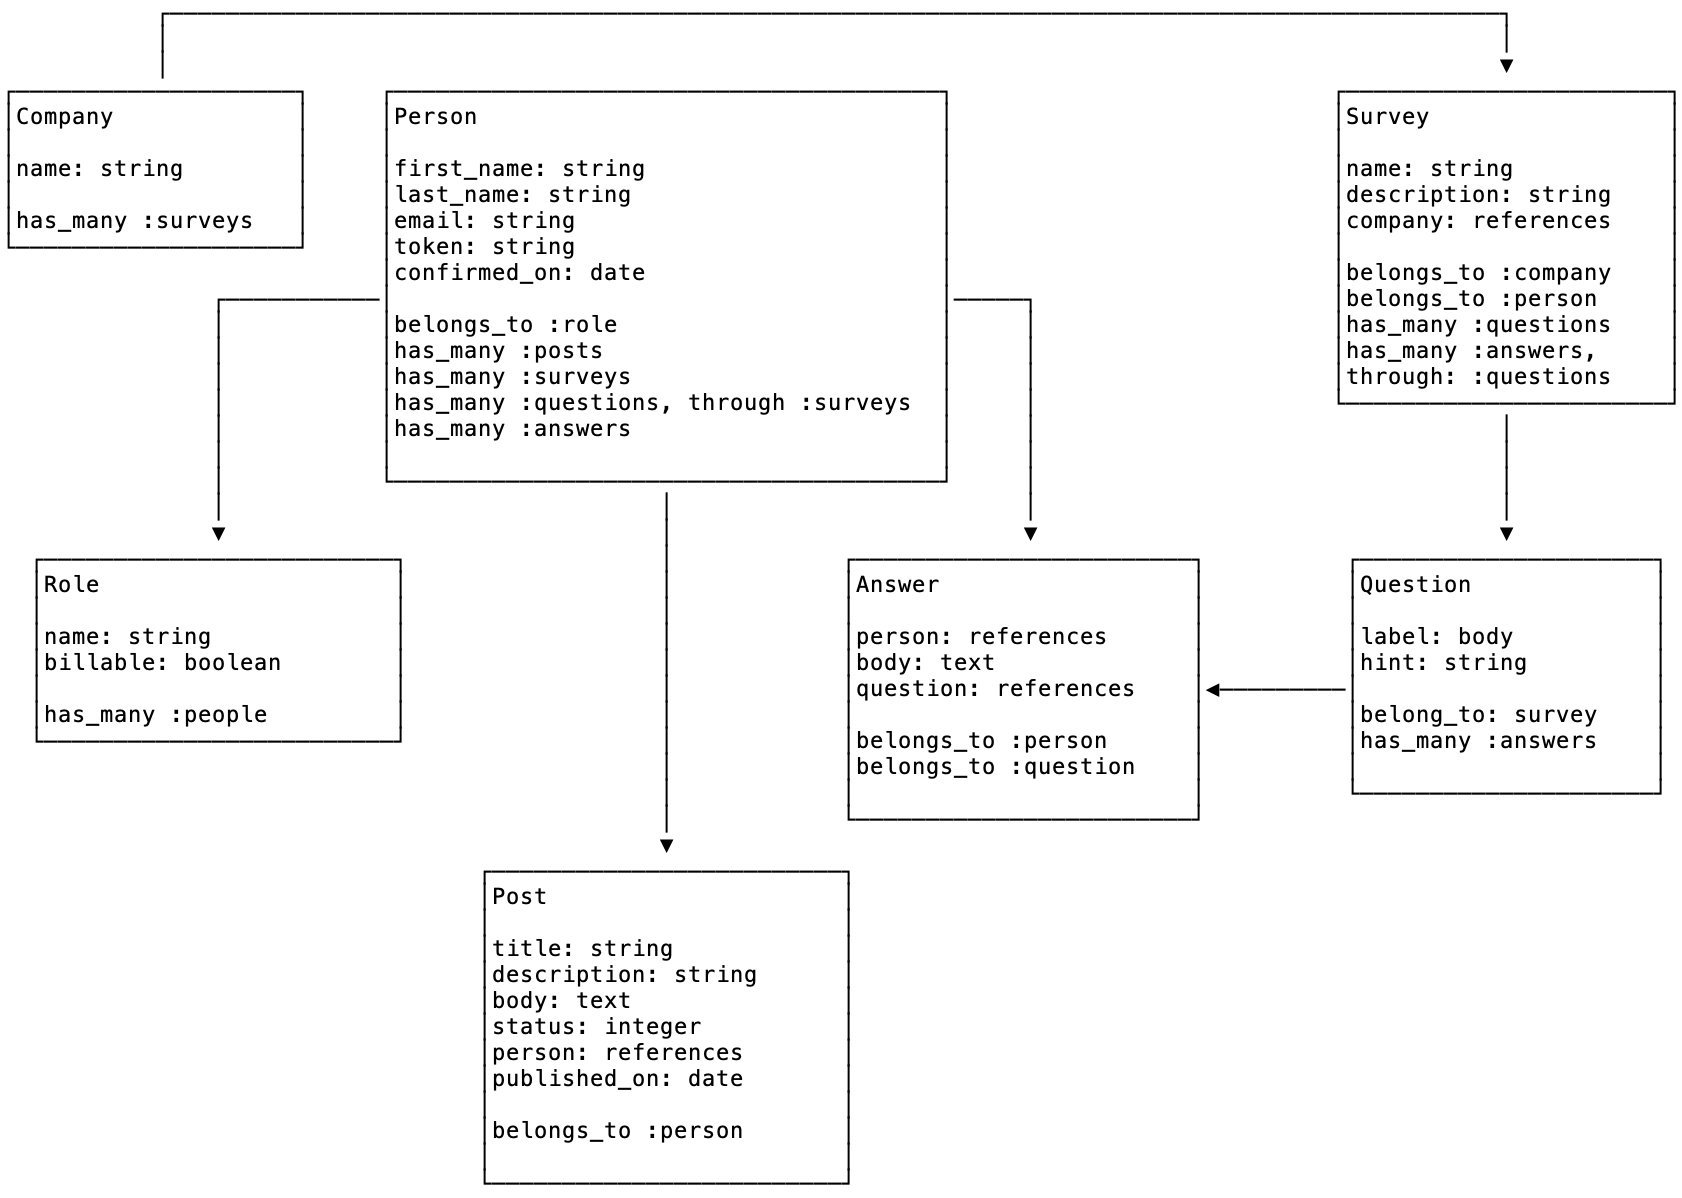 Company
name: string
has_many :surveys
Person
first_name: string
last_name: string
email: string
token: string
confirmed_on: date
belongs_to :role
has_many :posts
has_many :surveys
has_many :questions, through :surveys
has_many :answers
Survey
name: string
description: string
company: references
belongs_to :company
belongs_to :person
has_many :questions
has_many :answers,
through: :questions
Role
name: string
billable: boolean
has_many :people
Answer
person: references
body: text
question: references
belongs_to :person
belongs_to :question
Question
label: body
hint: string
belong_to: survey
has_many :answers
Post
title: string
description: string
body: text
status: integer
person: references
published_on: date
belongs_to :person